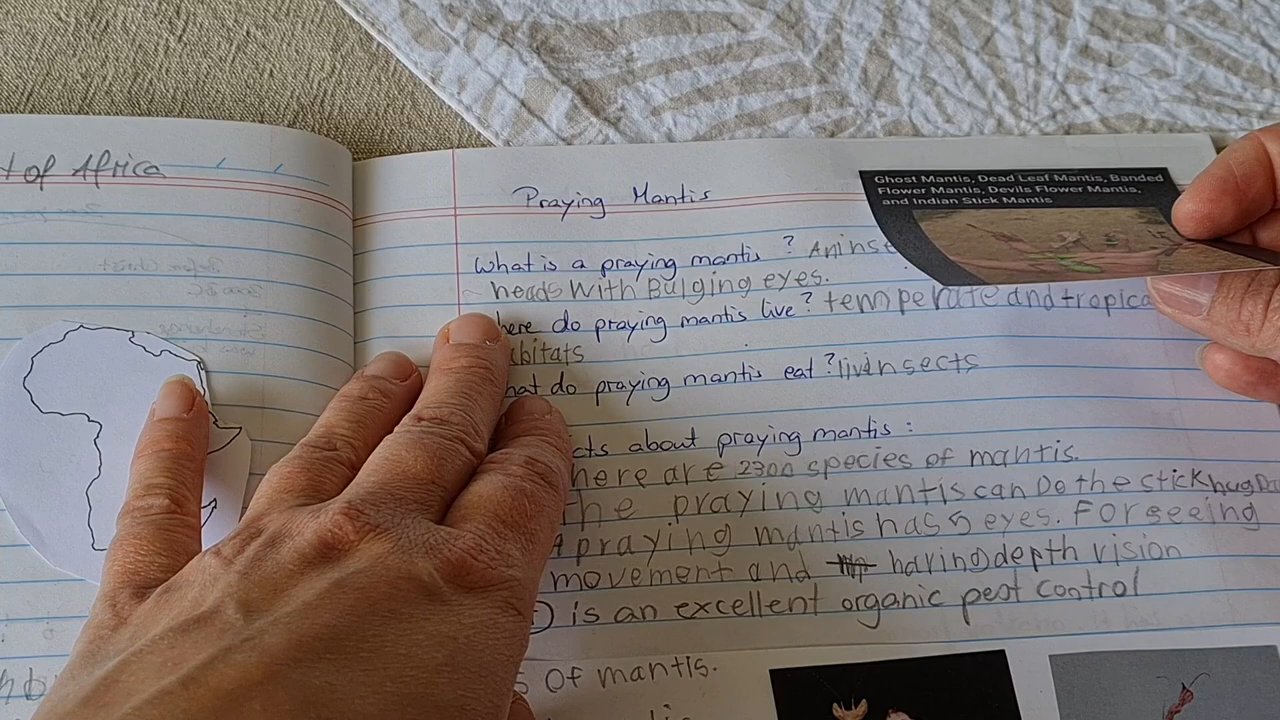 t of Africa
Praying Mantis
Ghost Mantis, Dead Leaf Mantis, Banded
Flower Mantis, Devils Flower Mantis,
and Indian Stick Mantis
What is a praying mantis ? An inse
heads with Bulging eyes.
here do praying mantis live? temperate and tropica
bitats
hat do praying mantis eat ? livinsects
cts about praying mantis :
here are 2300 species of mantis.
the praying mantis can Do the stick hug Da
A praying mantis has 5 eyes. For seeing
movement and having depth vision
is an excellent organic pest control
s of mantis.